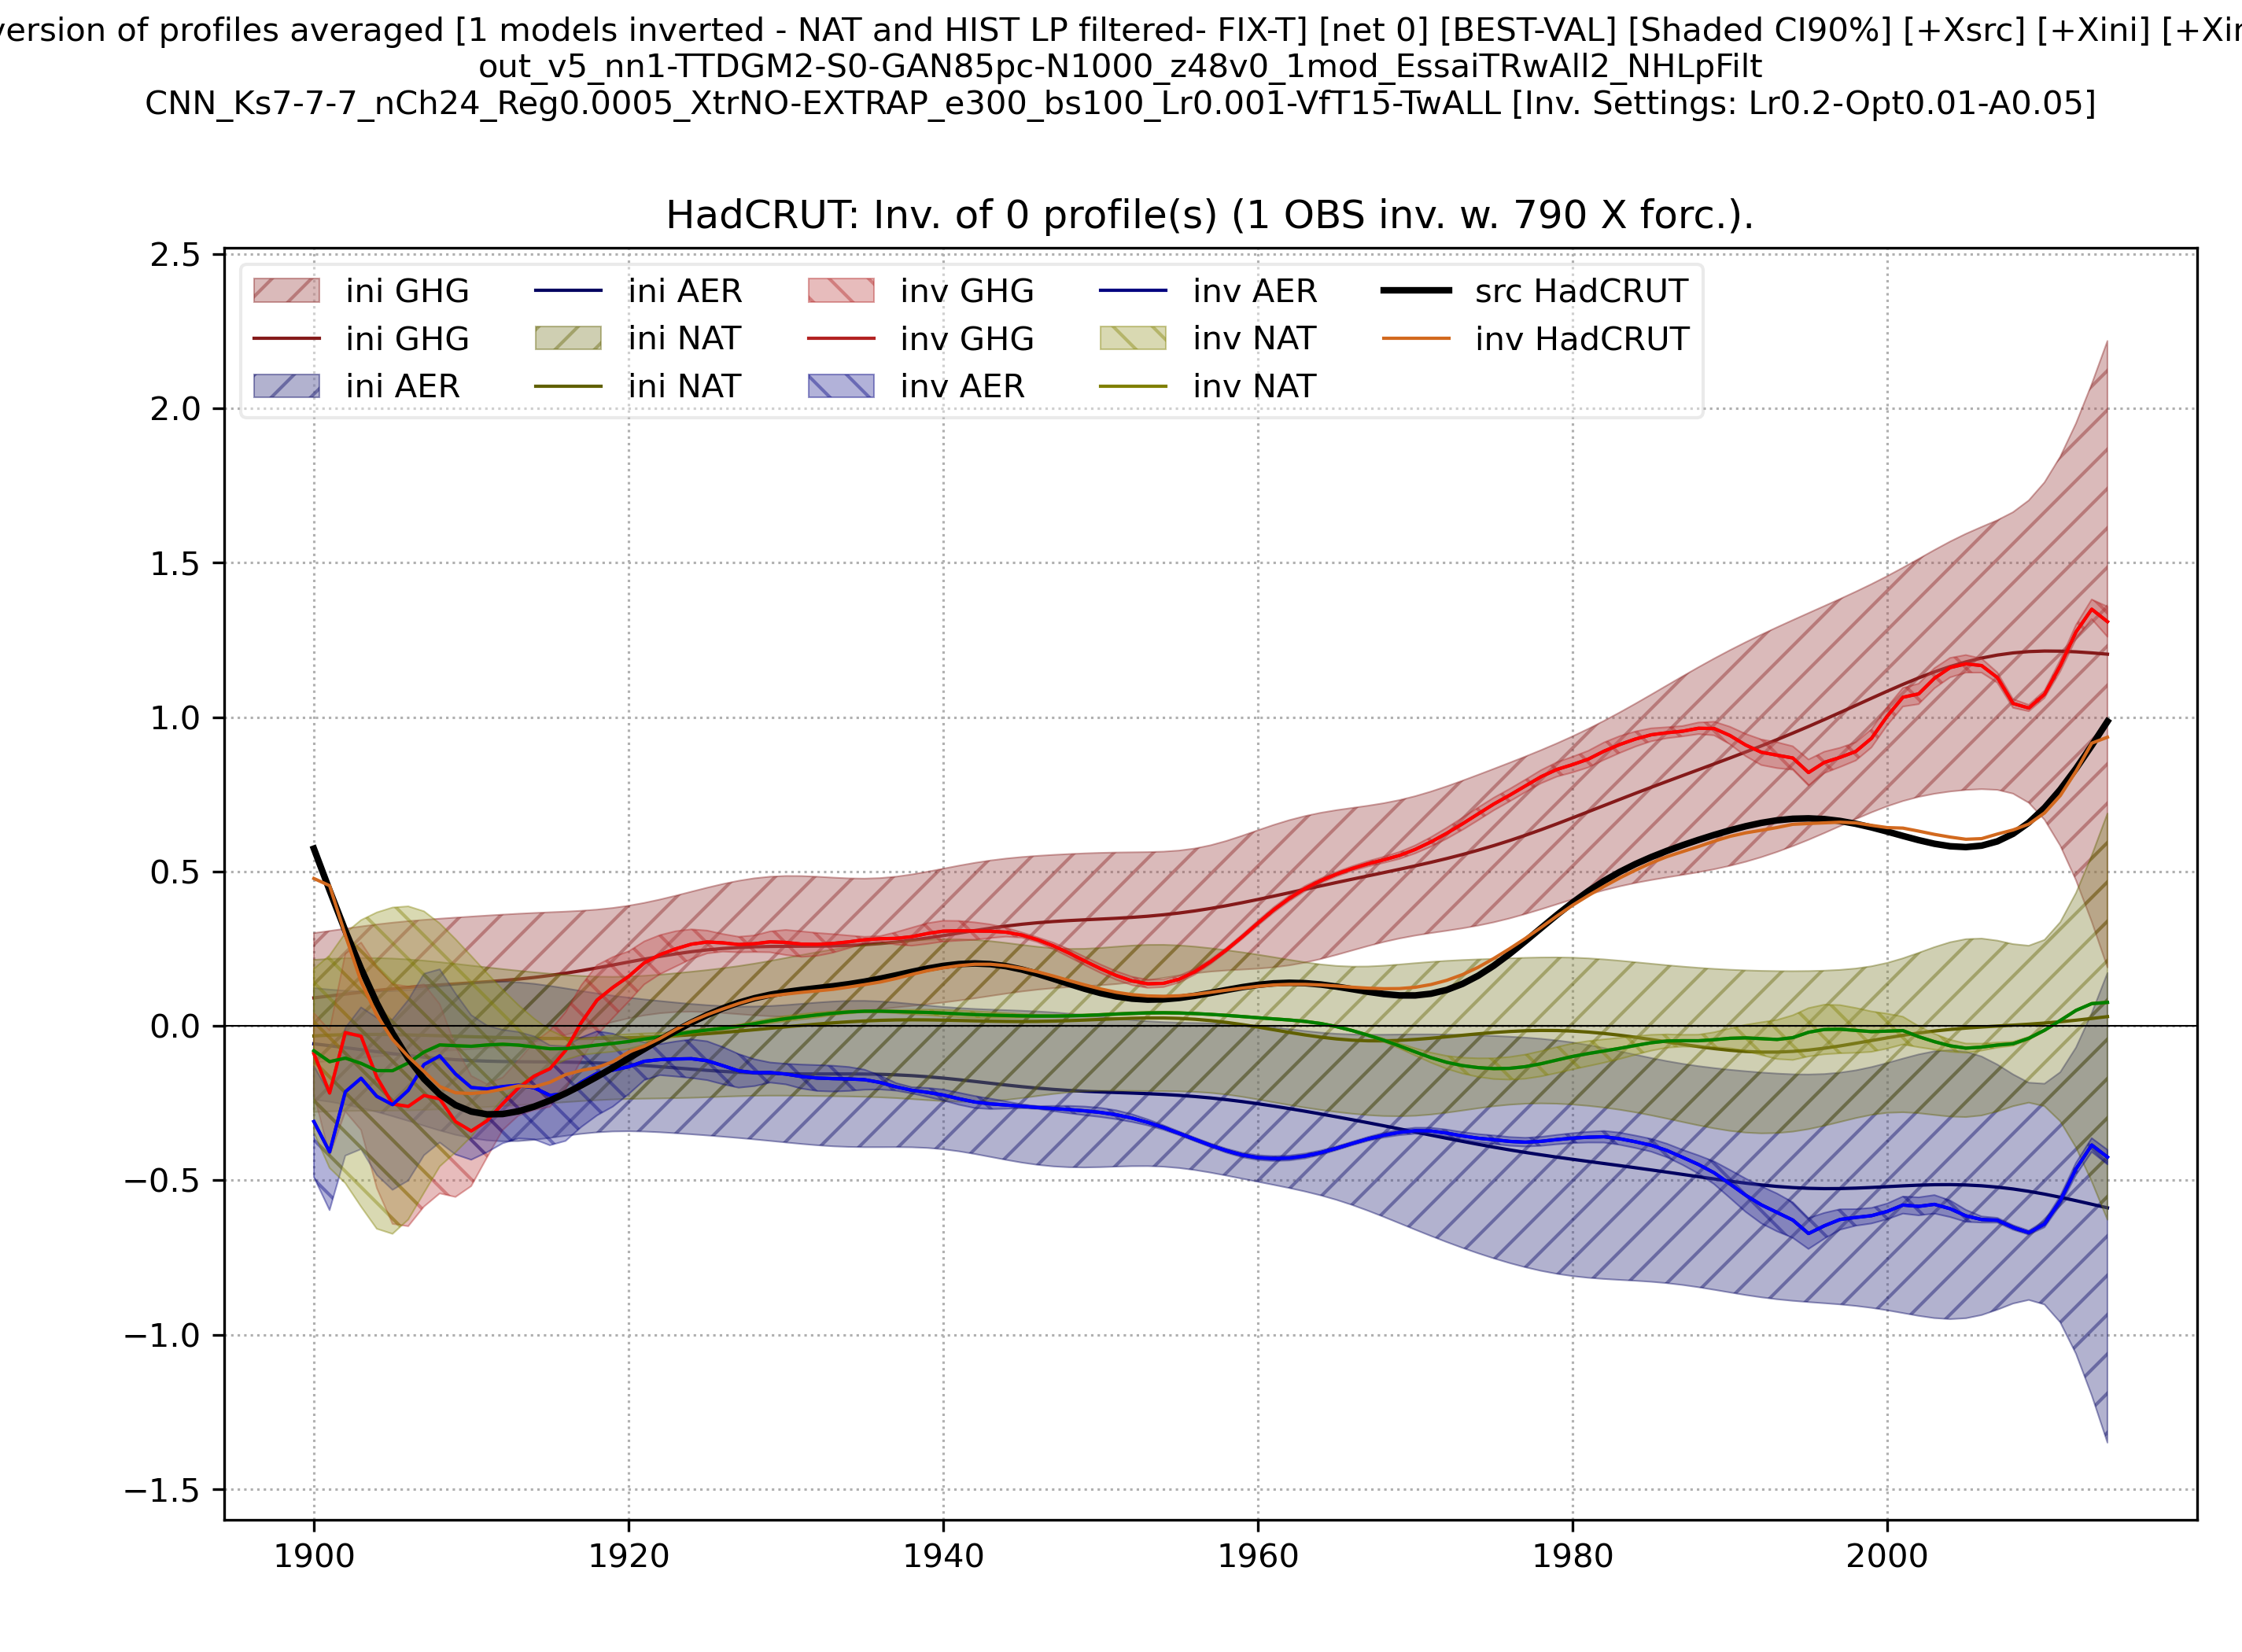 version of profiles averaged [1 models inverted - NAT and HIST LP filtered- FIX-T] [net 0] [BEST-VAL] [Shaded CI90%] [+Xsrc] [+Xini]
out_v5_nn1-TTDGM2-S0-GAN85pc-N1000_z48v0_1mod_EssaiTRwAll2_NHLpFilt
CNN_Ks7-7-7_nCh24_Reg0.0005_XtrNO-EXTRAP_e300_bs100_Lr0.001-VfT15-TwALL [Inv. Settings: Lr0.2-Opt0.01-A0.05]
HadCRUT: Inv. of 0 profile(s) (1 OBS inv. w. 790 X forc.).
ini GHG
ini GHG
ini AER
ini AER
ini NAT
ini NAT
inv GHG
inv GHG
inv AER
inv AER
inv NAT
inv NAT
src HadCRUT
inv HadCRUT
2.5
2.0
1.5
1.0
0.5
0.0
−0.5
−1.0
−1.5
1900
1920
1940
1960
1980
2000